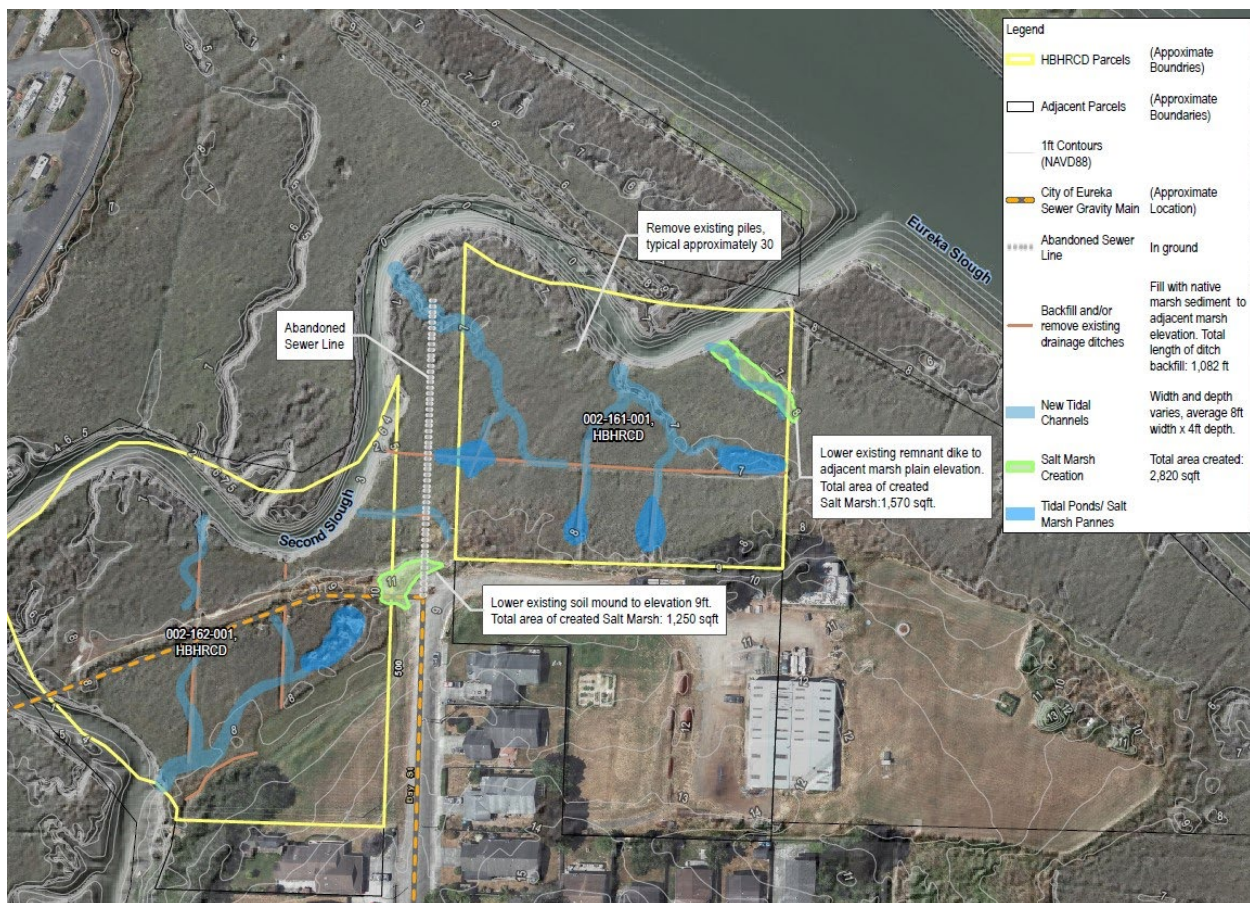 Legend
HBHRCD Parcels
(Appoximate
Boundries)
Adjacent Parcels
(Approximate
Boundaries)
1ft Contours
(NAVD88)
City of Eureka
Sewer Gravity Main
(Approximate
Location)
Abandoned Sewer
Line
In ground
Backfill and/or
remove existing
drainage ditches
Fill with native
marsh sediment to
adjacent marsh
elevation. Total
length of ditch
backfill: 1,082 ft
New Tidal
Channels
Width and depth
varies, average 8ft
width x 4ft depth.
Salt Marsh
Creation
Total area created:
2,820 sqft
Tidal Ponds/ Salt
Marsh Pannes
Remove existing piles,
typical approximately 30
Eureka Slough
Abandoned
Sewer Line
002-161-001,
HBHRCD
Lower existing remnant dike to
adjacent marsh plain elevation.
Total area of created
Salt Marsh:1,570 sqft.
Second Slough
11
Lower existing soil mound to elevation 9ft.
Total area of created Salt Marsh: 1,250 sqft
002-162-001,
HBHRCD
500
Bay St